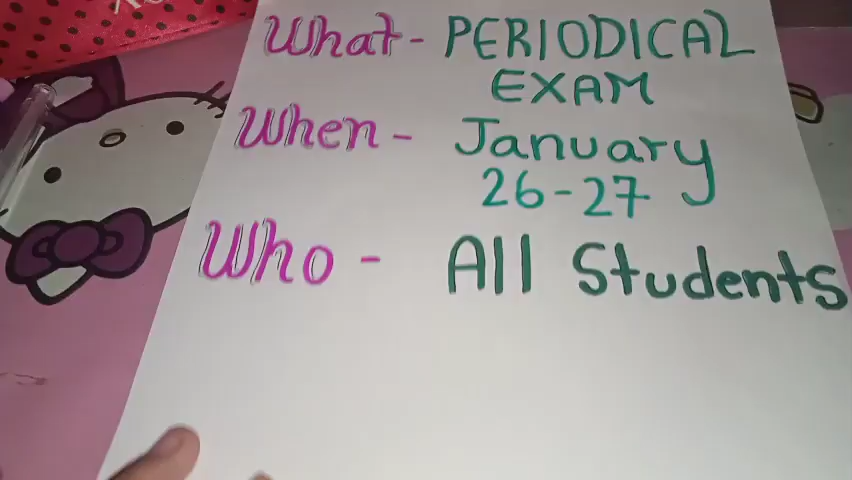 What - PERIODICAL
EXAM
When - January
26-27
Who - All Students